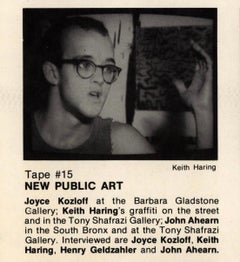 Keith Haring
Tape #15
NEW PUBLIC ART
Joyce Kozloff at the Barbara Gladstone
Gallery; Keith Haring's graffiti on the street
and in the Tony Shafrazi Gallery; John Ahearn
in the South Bronx and at the Tony Shafrazi
Gallery. Interviewed are Joyce Kozloff, Keith
Haring, Henry Geldzahler and John Ahearn.